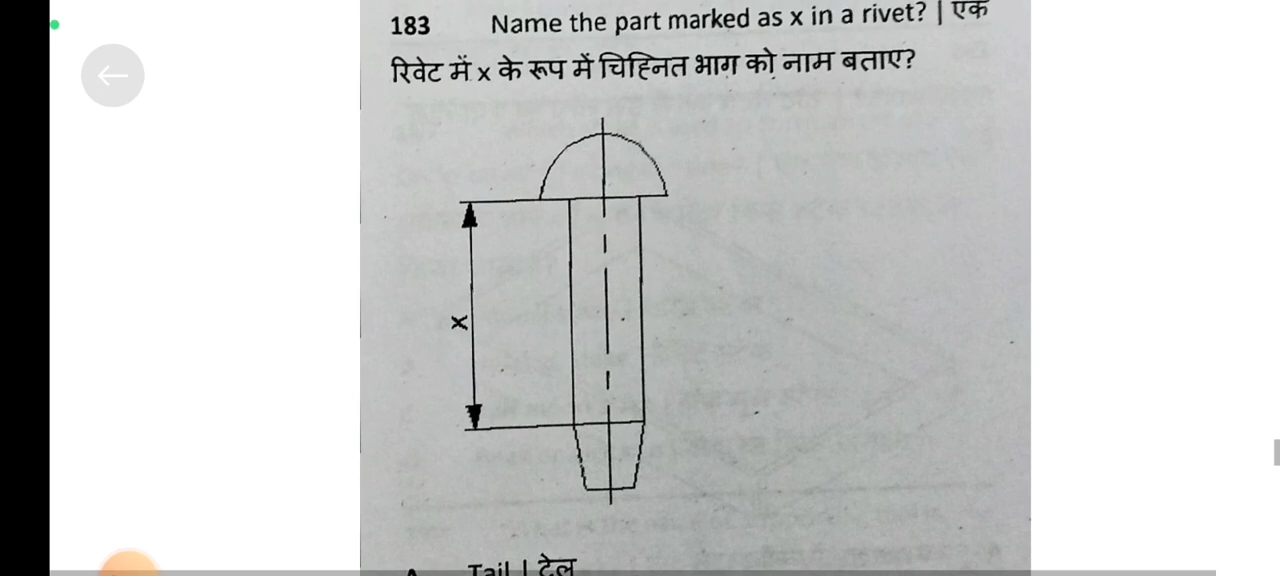 183 Name the part marked as x in a rivet? | एक
रिवेट में x के रूप में चिह्नित भाग को नाम बताए?
x
A Tail | टेल